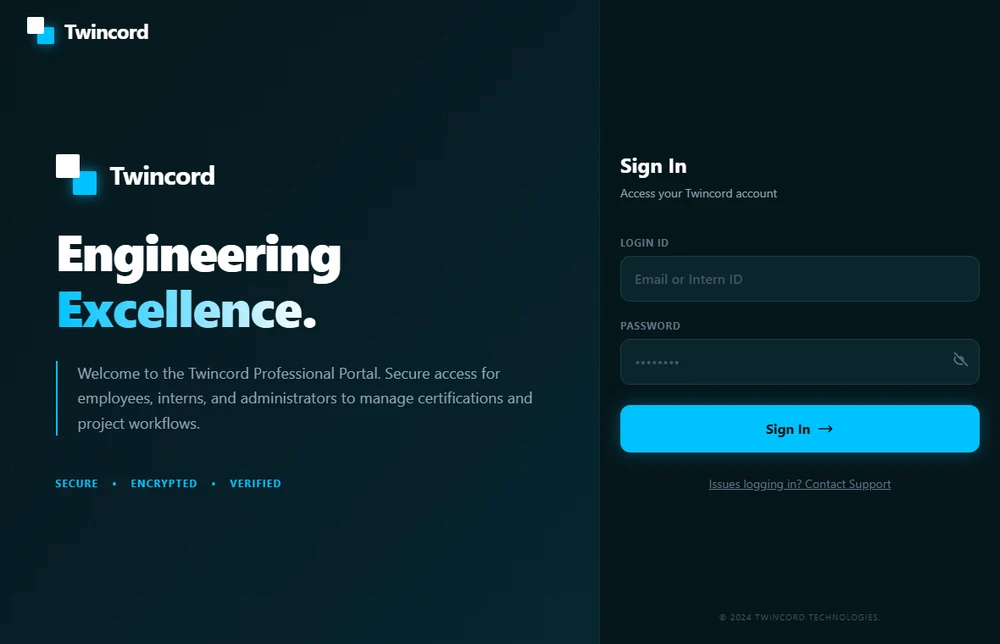 Twincord
Twincord
Engineering
Excellence.
Welcome to the Twincord Professional Portal. Secure access for
employees, interns, and administrators to manage certifications and
project workflows.
SECURE • ENCRYPTED • VERIFIED
Sign In
Access your Twincord account
LOGIN ID
Email or Intern ID
PASSWORD
••••••••
Sign In →
Issues logging in? Contact Support
© 2024 TWINCORD TECHNOLOGIES.